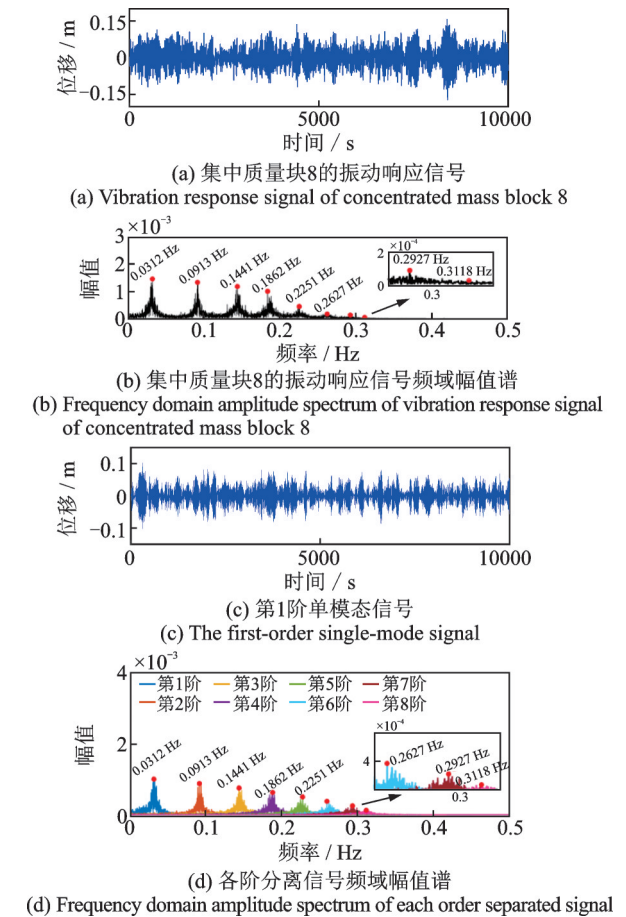 0.15
0
−0.15
位移 / m
0
5000
10000
时间 / s
(a) 集中质量块8的振动响应信号
(a) Vibration response signal of concentrated mass block 8
×10⁻³
3
2
1
0
幅值
0.0312 Hz
0.0913 Hz
0.1441 Hz
0.1862 Hz
0.2251 Hz
0.2627 Hz
×10⁻⁴
2
0
0.2927 Hz
0.3118 Hz
0.3
0
0.1
0.2
0.3
0.4
0.5
频率 / Hz
(b) 集中质量块8的振动响应信号频域幅值谱
(b) Frequency domain amplitude spectrum of vibration response signal
of concentrated mass block 8
0.1
0
−0.1
位移 / m
0
5000
10000
时间 / s
(c) 第1阶单模态信号
(c) The first-order single-mode signal
×10⁻³
4
2
0
幅值
第1阶 第3阶 第5阶 第7阶
第2阶 第4阶 第6阶 第8阶
0.0312 Hz
0.0913 Hz
0.1441 Hz
0.1862 Hz
0.2251 Hz
×10⁻⁴
4
0.2627 Hz
0.2927 Hz
0.3118 Hz
0.3
0
0.1
0.2
0.3
0.4
0.5
频率 / Hz
(d) 各阶分离信号频域幅值谱
(d) Frequency domain amplitude spectrum of each order separated signal